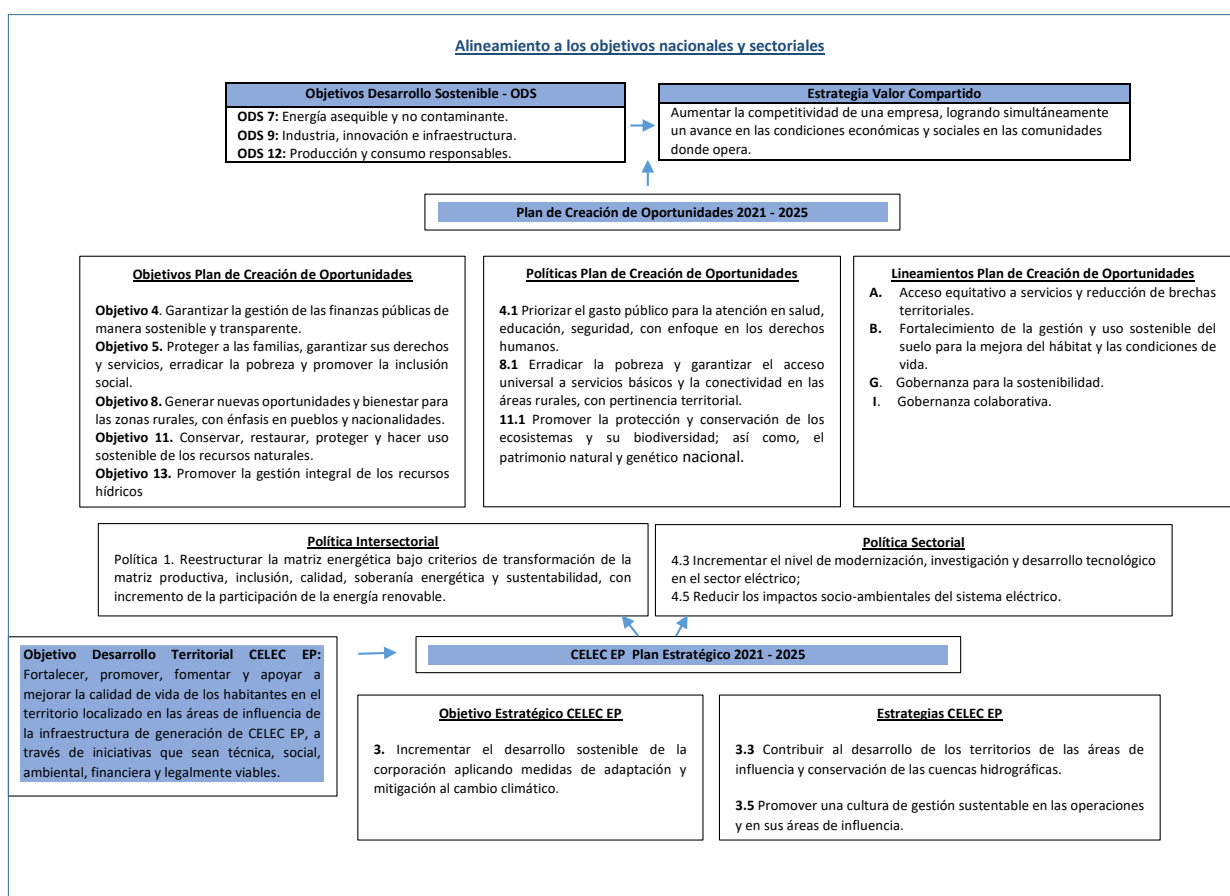 Alineamiento a los objetivos nacionales y sectoriales
Objetivos Desarrollo Sostenible - ODS
ODS 7: Energía asequible y no contaminante.
ODS 9: Industria, innovación e infraestructura.
ODS 12: Producción y consumo responsables.
Estrategia Valor Compartido
Aumentar la competitividad de una empresa, logrando simultáneamente
un avance en las condiciones económicas y sociales en las comunidades
donde opera.
Plan de Creación de Oportunidades 2021 - 2025
Objetivos Plan de Creación de Oportunidades
Objetivo 4. Garantizar la gestión de las finanzas públicas de
manera sostenible y transparente.
Objetivo 5. Proteger a las familias, garantizar sus derechos
y servicios, erradicar la pobreza y promover la inclusión
social.
Objetivo 8. Generar nuevas oportunidades y bienestar para
las zonas rurales, con énfasis en pueblos y nacionalidades.
Objetivo 11. Conservar, restaurar, proteger y hacer uso
sostenible de los recursos naturales.
Objetivo 13. Promover la gestión integral de los recursos
hídricos
Políticas Plan de Creación de Oportunidades
4.1 Priorizar el gasto público para la atención en salud,
educación, seguridad, con enfoque en los derechos
humanos.
8.1 Erradicar la pobreza y garantizar el acceso
universal a servicios básicos y la conectividad en las
áreas rurales, con pertinencia territorial.
11.1 Promover la protección y conservación de los
ecosistemas y su biodiversidad; así como, el
patrimonio natural y genético nacional.
Lineamientos Plan de Creación de Oportunidades
A. Acceso equitativo a servicios y reducción de brechas
territoriales.
B. Fortalecimiento de la gestión y uso sostenible del
suelo para la mejora del hábitat y las condiciones de
vida.
G. Gobernanza para la sostenibilidad.
I. Gobernanza colaborativa.
Política Intersectorial
Política 1. Reestructurar la matriz energética bajo criterios de transformación de la
matriz productiva, inclusión, calidad, soberanía energética y sustentabilidad, con
incremento de la participación de la energía renovable.
Política Sectorial
4.3 Incrementar el nivel de modernización, investigación y desarrollo tecnológico
en el sector eléctrico;
4.5 Reducir los impactos socio-ambientales del sistema eléctrico.
Objetivo Desarrollo Territorial CELEC EP:
Fortalecer, promover, fomentar y apoyar a
mejorar la calidad de vida de los habitantes en el
territorio localizado en las áreas de influencia de
la infraestructura de generación de CELEC EP, a
través de iniciativas que sean técnica, social,
ambiental, financiera y legalmente viables.
CELEC EP Plan Estratégico 2021 - 2025
Objetivo Estratégico CELEC EP
3. Incrementar el desarrollo sostenible de la
corporación aplicando medidas de adaptación y
mitigación al cambio climático.
Estrategias CELEC EP
3.3 Contribuir al desarrollo de los territorios de las áreas de
influencia y conservación de las cuencas hidrográficas.
3.5 Promover una cultura de gestión sustentable en las operaciones
y en sus áreas de influencia.